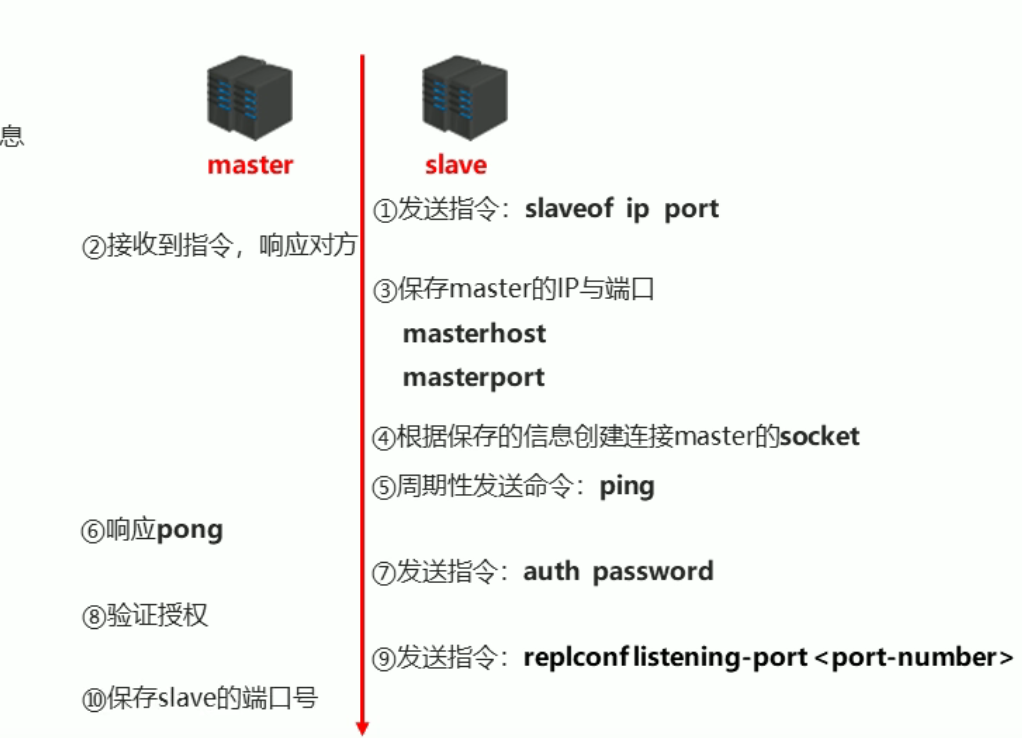 息
master
slave
①发送指令：slaveof ip port
②接收到指令，响应对方
③保存master的IP与端口
masterhost
masterport
④根据保存的信息创建连接master的socket
⑤周期性发送命令：ping
⑥响应pong
⑦发送指令：auth password
⑧验证授权
⑨发送指令：replconf listening-port <port-number>
⑩保存slave的端口号